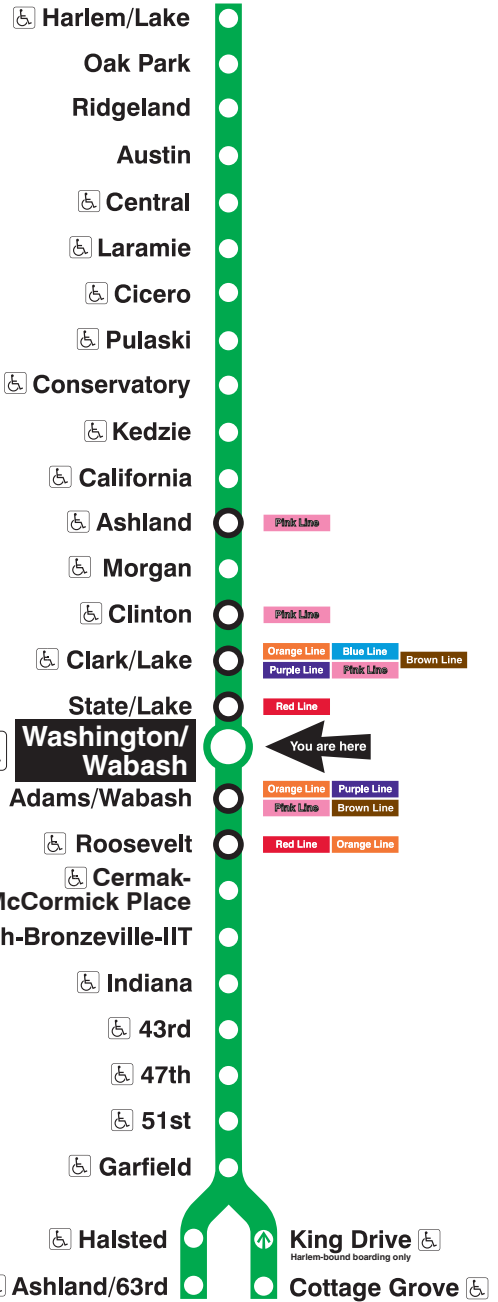 Harlem/Lake
Oak Park
Ridgeland
Austin
Central
Laramie
Cicero
Pulaski
Conservatory
Kedzie
California
Ashland Pink Line
Morgan
Clinton Pink Line
Clark/Lake Orange Line Blue Line Brown Line
Purple Line Pink Line
State/Lake Red Line
Washington/
Wabash You are here
Adams/Wabash Orange Line Purple Line
Pink Line Brown Line
Roosevelt Red Line Orange Line
Cermak-
McCormick Place
h-Bronzeville-IIT
Indiana
43rd
47th
51st
Garfield
Halsted King Drive
Harlem-bound boarding only
Ashland/63rd Cottage Grove